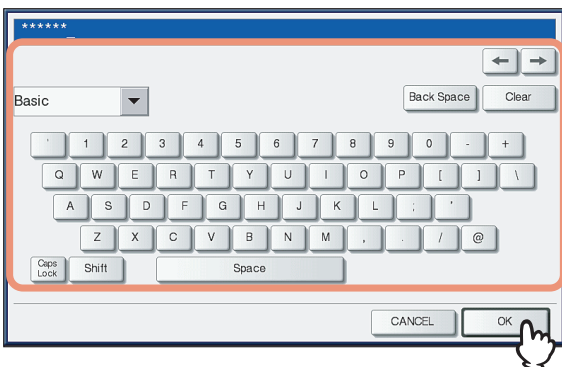 ******_
Basic
Back Space Clear
' 1 2 3 4 5 6 7 8 9 0 - +
Q W E R T Y U I O P [ ] \
A S D F G H J K L ; '
Z X C V B N M , . / @
Caps Lock Shift Space
CANCEL OK